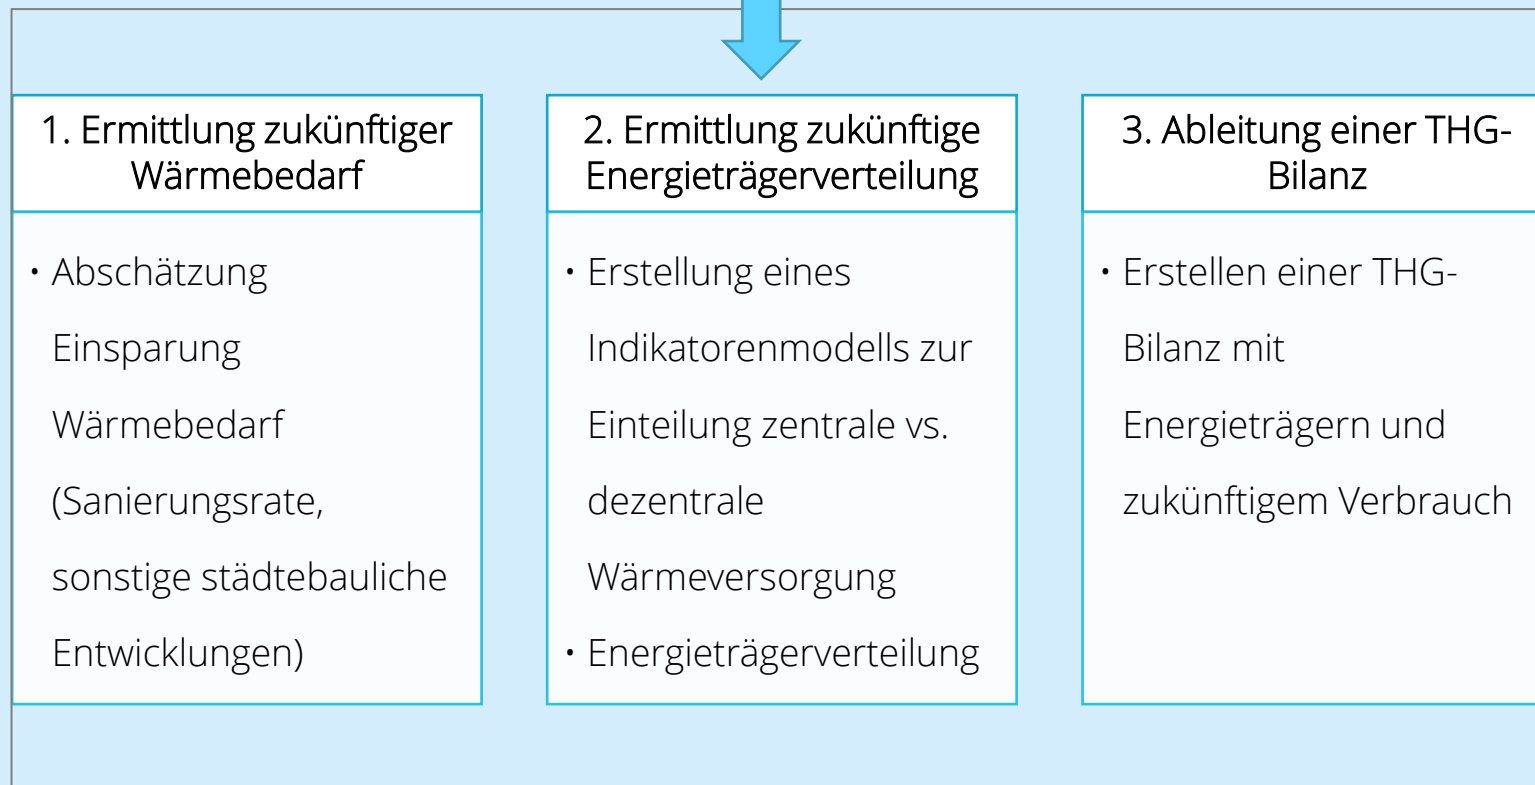 1. Ermittlung zukünftiger
Wärmebedarf
• Abschätzung
Einsparung
Wärmebedarf
(Sanierungsrate,
sonstige städtebauliche
Entwicklungen)
2. Ermittlung zukünftige
Energieträgerverteilung
• Erstellung eines
Indikatorenmodells zur
Einteilung zentrale vs.
dezentrale
Wärmeversorgung
• Energieträgerverteilung
3. Ableitung einer THG-
Bilanz
• Erstellen einer THG-
Bilanz mit
Energieträgern und
zukünftigem Verbrauch